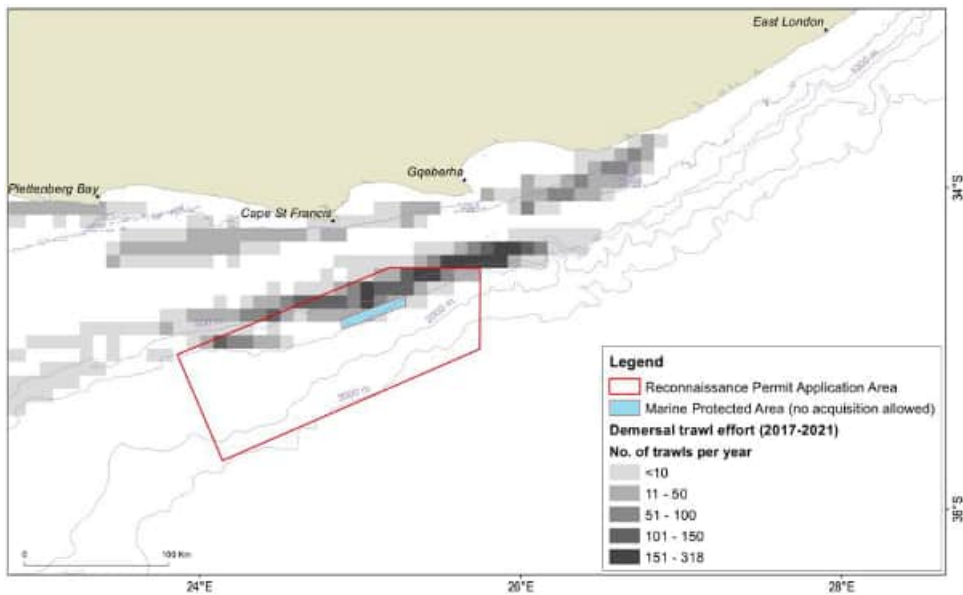 East London
1000 m
Gqeberha
34°S
Plettenberg Bay
Cape St Francis
2000 m
3000 m
Legend
Reconnaissance Permit Application Area
Marine Protected Area (no acquisition allowed)
Demersal trawl effort (2017-2021)
No. of trawls per year
<10
11 - 50
51 - 100
101 - 150
151 - 318
36°S
0 100 Km
24°E 26°E 28°E